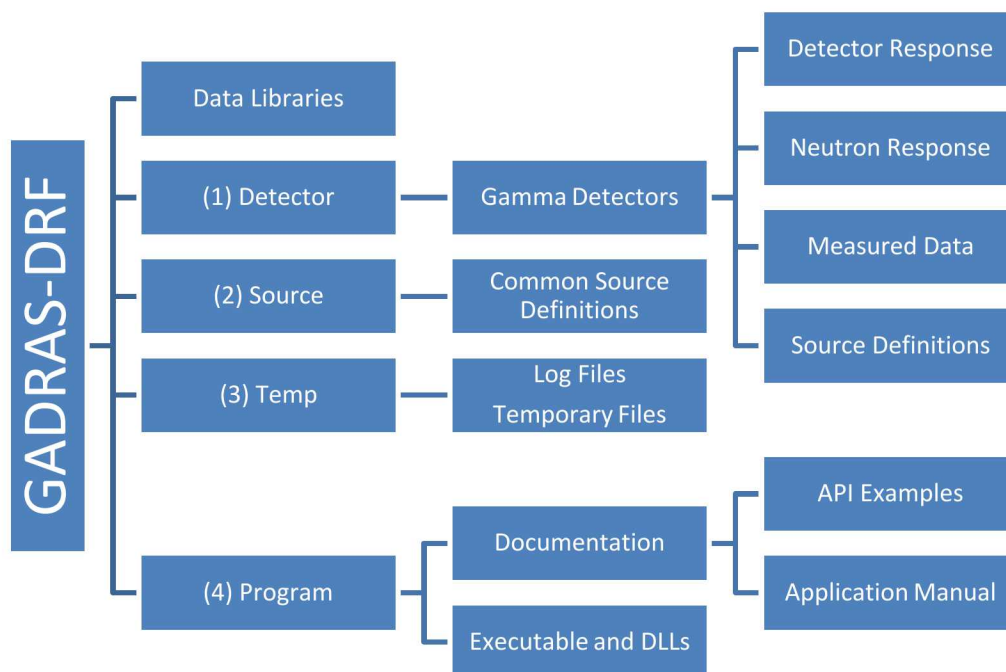 GADRAS-DRF
Data Libraries
(1) Detector
Gamma Detectors
Detector Response
Neutron Response
Measured Data
Source Definitions
(2) Source
Common Source
Definitions
(3) Temp
Log Files
Temporary Files
(4) Program
Documentation
API Examples
Application Manual
Executable and DLLs